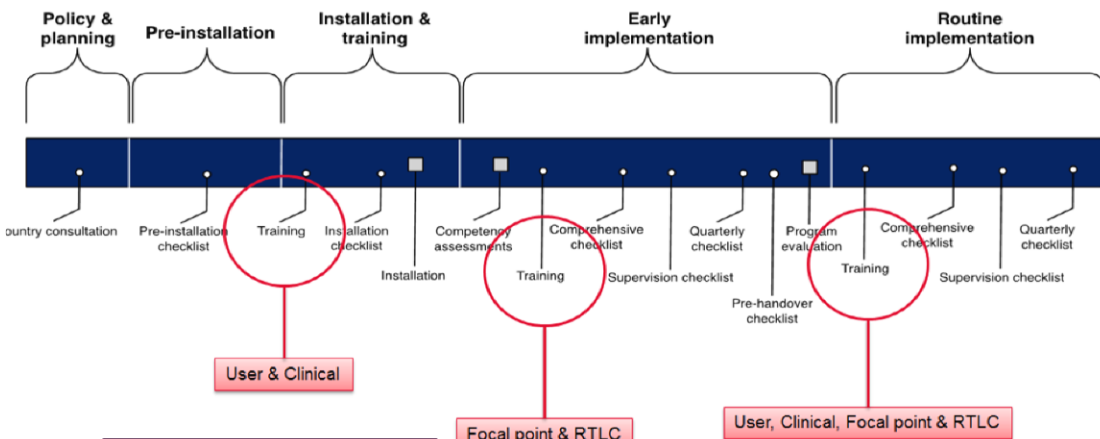 Policy &
planning
Pre-installation
Installation &
training
Early
implementation
Routine
implementation
ountry consultation
Pre-installation
checklist
Training
Installation
checklist
Installation
Competency
assessments
Training
Comprehensive
checklist
Supervision checklist
Quarterly
checklist
Pre-handover
checklist
Program
evaluation
Training
Comprehensive
checklist
Supervision checklist
Quarterly
checklist
User & Clinical
Focal point & RTLC
User, Clinical, Focal point & RTLC